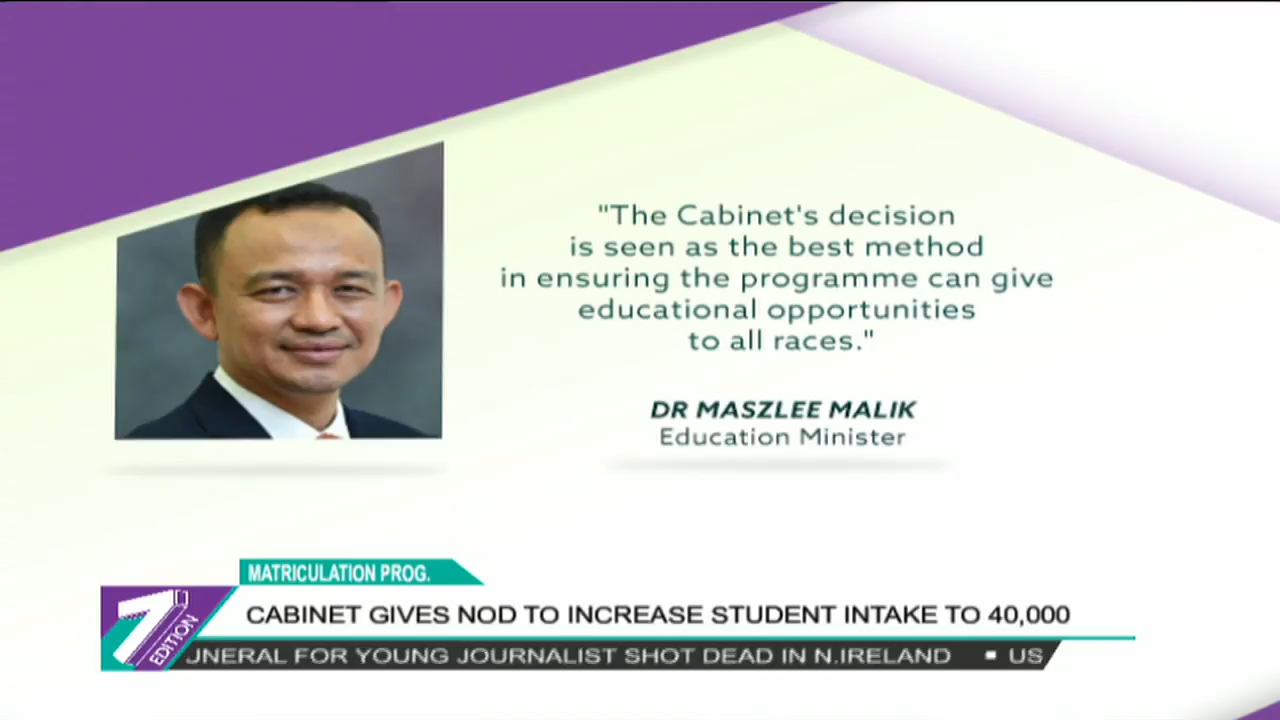 "The Cabinet's decision
is seen as the best method
in ensuring the programme can give
educational opportunities
to all races."
DR MASZLEE MALIK
Education Minister
MATRICULATION PROG.
7 EDITION
CABINET GIVES NOD TO INCREASE STUDENT INTAKE TO 40,000
UNERAL FOR YOUNG JOURNALIST SHOT DEAD IN N.IRELAND ▪ US